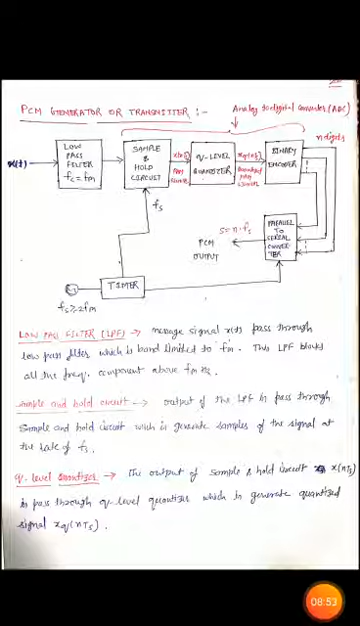 PCM GENERATOR OR TRANSMITTER :-
Analog to digital converter (ADC)
n digits
x(t)
LOW
PASS
FILTER
fc = fm
SAMPLE
&
HOLD
CIRCUIT
q-LEVEL
QUANTIZER
BINARY
ENCODER
fs
S = n·fs
PCM
OUTPUT
PARALLEL
TO
SERIAL
TIMER
fs ≥ 2fm
LOW PASS FILTER (LPF) → message signal x(t) pass through
low pass filter which is band limited to fm. This LPF blocks
all the freq. component above fm Hz.
Sample and hold circuit → output of the LPF is pass through
Sample and hold circuit which is generate samples of the signal at
the rate of fs.
q-level quantizer → The output of sample & hold circuit x(nTs)
is pass through q-level quantizer which is generate quantized
signal xq(nTs).
08:53